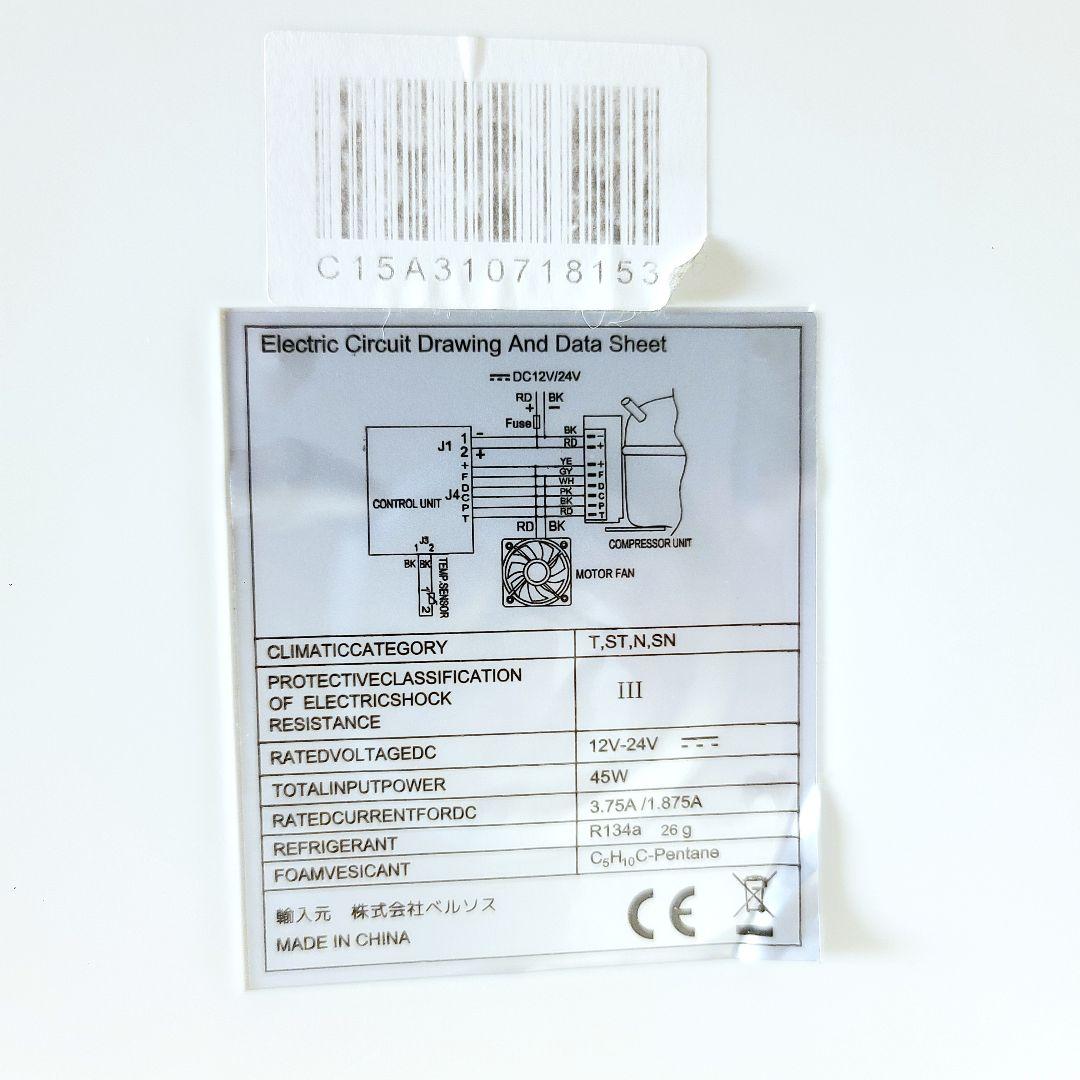 C15A310718153
Electric Circuit Drawing And Data Sheet
DC12V/24V
RD BK
+ −
Fuse
BK
RD
J1 1 −
2 +
− +
YE
GY
WH
PK
BK
RD
CONTROL UNIT J4
+ F D C P T
+ F D C P T
RD BK
J3
1 2
BK BK
TEMP.SENSOR
1 2
COMPRESSOR UNIT
MOTOR FAN
CLIMATICCATEGORY T,ST,N,SN
PROTECTIVECLASSIFICATION
OF ELECTRICSHOCK III
RESISTANCE
RATEDVOLTAGEDC 12V-24V
TOTALINPUTPOWER 45W
RATEDCURRENTFORDC 3.75A /1.875A
REFRIGERANT R134a 26 g
FOAMVESICANT C₅H₁₀C-Pentane
輸入元 株式会社ベルソス
MADE IN CHINA
CE